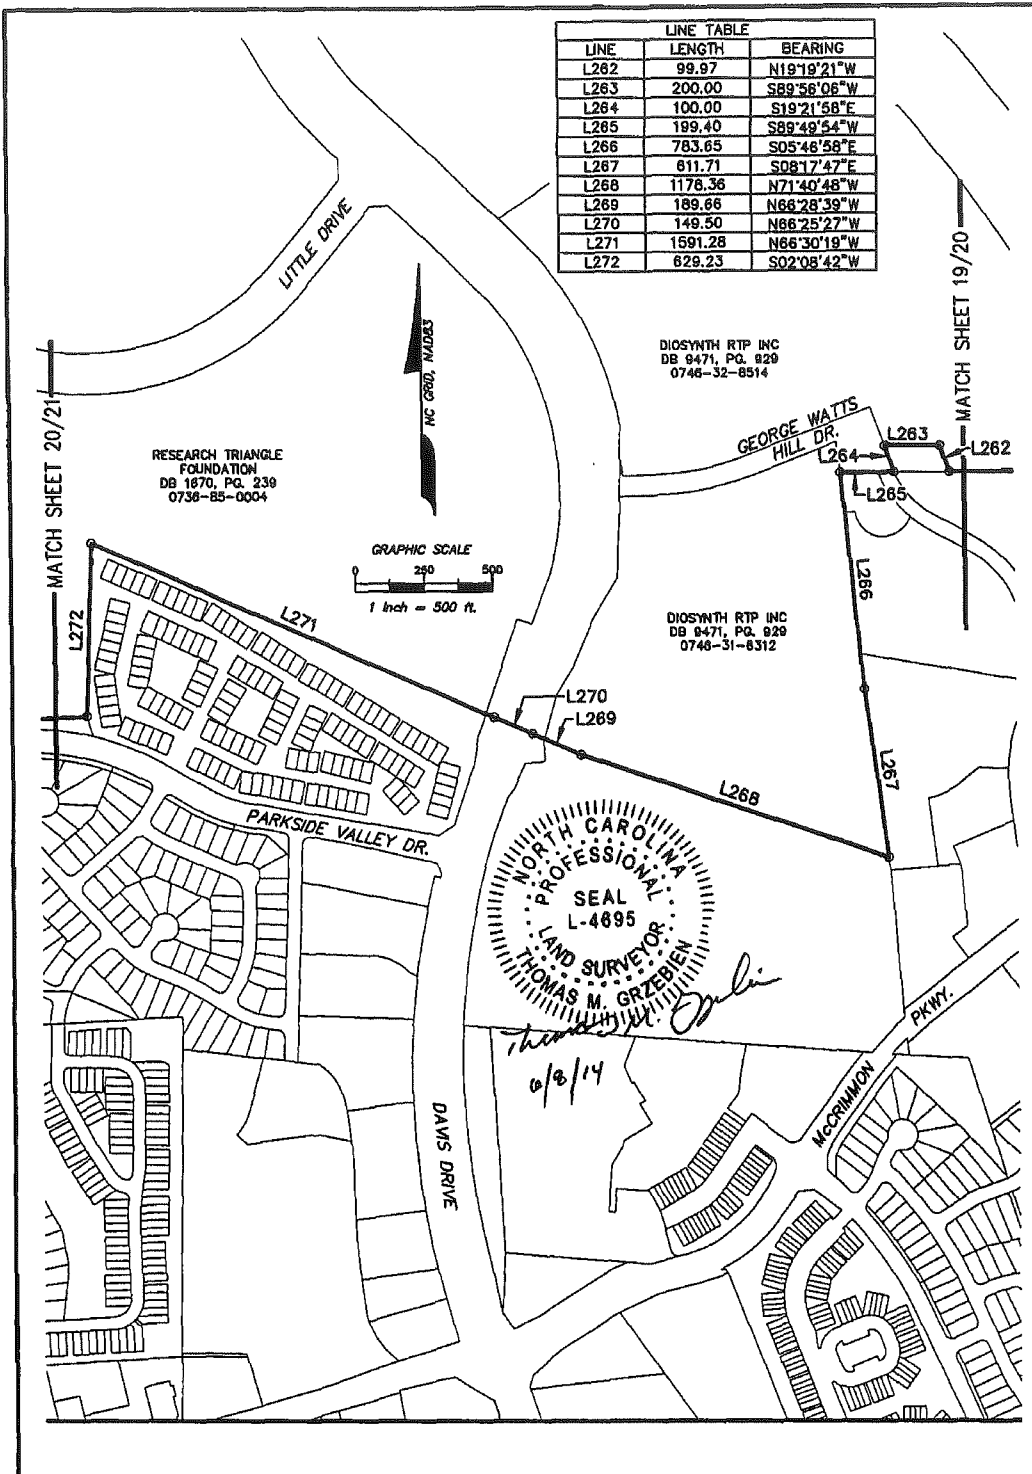 LINE TABLE
LINE LENGTH BEARING
L262 99.97 N19°19'21"W
L263 200.00 S89°56'06"W
L264 100.00 S19°21'58"E
L265 199.40 S89°49'54"W
L266 783.65 S05°46'58"E
L267 611.71 S08°17'47"E
L268 1178.36 N71°40'48"W
L269 189.66 N66°28'39"W
L270 149.50 N66°25'27"W
L271 1591.28 N66°30'19"W
L272 629.23 S02°08'42"W
LITTLE DRIVE
MATCH SHEET 19/20
NC GRID, NAD83
DIOSYNTH RTP INC
DB 9471, PG. 929
0746-32-8514
MATCH SHEET 20/21
GEORGE WATTS
HILL DR.
L263
L264
L262
L265
RESEARCH TRIANGLE
FOUNDATION
DB 1670, PG. 239
0736-85-0004
GRAPHIC SCALE
0 250 500
1 inch = 500 ft.
L266
L272
L271
DIOSYNTH RTP INC
DB 9471, PG. 929
0746-31-6312
L270
L269
L267
L268
PARKSIDE VALLEY DR.
NORTH CAROLINA
PROFESSIONAL
SEAL
L-4695
LAND SURVEYOR
THOMAS M. GRZEBIEN
Thomas M. Grzebien
6/8/14
McCRIMMON PKWY.
DAVIS DRIVE